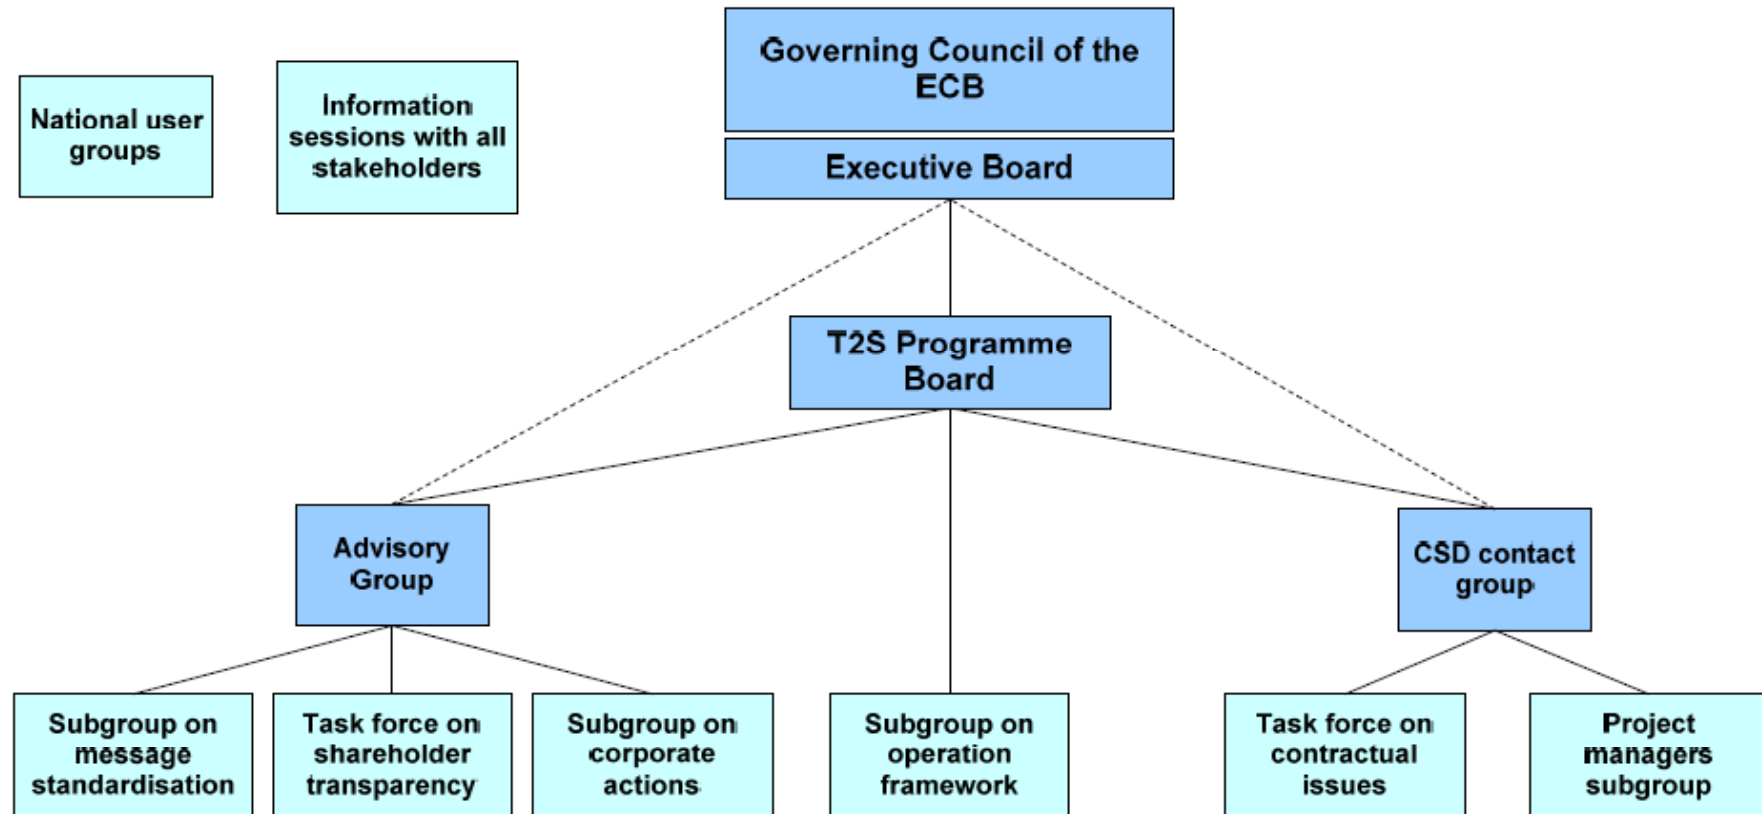 Governing Council of the
ECB
National user
groups
Information
sessions with all
stakeholders
Executive Board
T2S Programme
Board
Advisory
Group
CSD contact
group
Subgroup on
message
standardisation
Task force on
shareholder
transparency
Subgroup on
corporate
actions
Subgroup on
operation
framework
Task force on
contractual
issues
Project
managers
subgroup